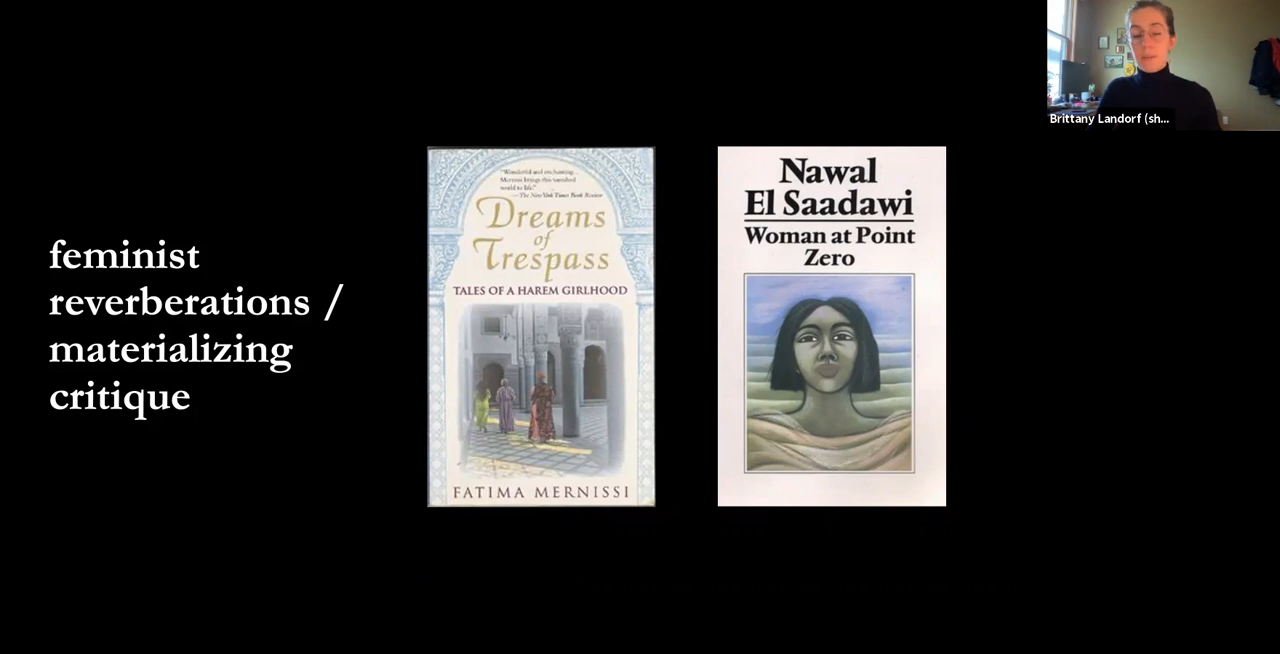 Brittany Landorf (sh...
feminist
reverberations /
materializing
critique
"Wonderful and enchanting...
Mernissi brings this vanished
world to life."
—The New York Times Book Review
Dreams
of
Trespass
TALES OF A HAREM GIRLHOOD
FATIMA MERNISSI
Nawal
El Saadawi
Woman at Point
Zero